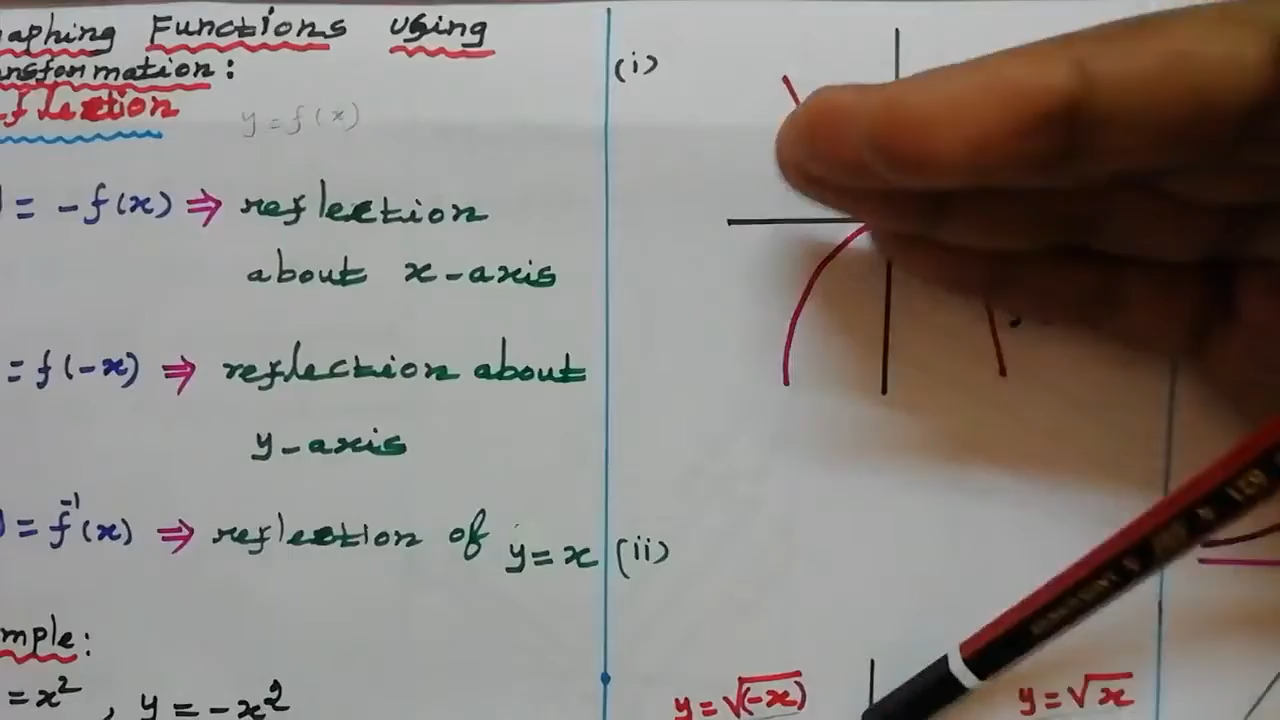 aphing Functions using
nsformation:
flection
y = f(x)
= -f(x) ⇒ reflection
about x-axis
= f(-x) ⇒ reflection about
y-axis
= f⁻¹(x) ⇒ reflection of y=x
mple:
= x², y = -x²
(i)
(ii)
y=√(-x)
y=√x